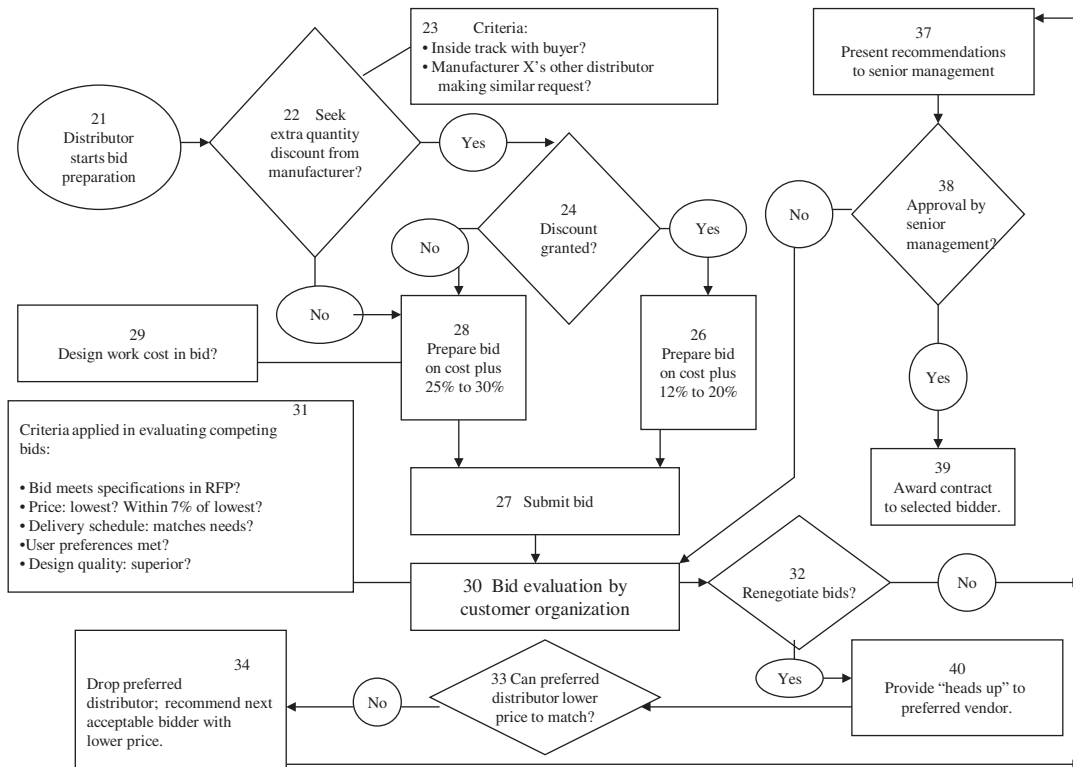 21
Distributor
starts bid
preparation
22 Seek
extra quantity
discount from
manufacturer?
23 Criteria:
• Inside track with buyer?
• Manufacturer X's other distributor
making similar request?
Yes
24
Discount
granted?
No
Yes
No
37
Present recommendations
to senior management
38
Approval by
senior
management?
No
Yes
39
Award contract
to selected bidder.
29
Design work cost in bid?
28
Prepare bid
on cost plus
25% to 30%
26
Prepare bid
on cost plus
12% to 20%
31
Criteria applied in evaluating competing
bids:
• Bid meets specifications in RFP?
• Price: lowest? Within 7% of lowest?
• Delivery schedule: matches needs?
•User preferences met?
• Design quality: superior?
27 Submit bid
30 Bid evaluation by
customer organization
32
Renegotiate bids?
No
Yes
40
Provide “heads up” to
preferred vendor.
33 Can preferred
distributor lower
price to match?
No
34
Drop preferred
distributor; recommend next
acceptable bidder with
lower price.